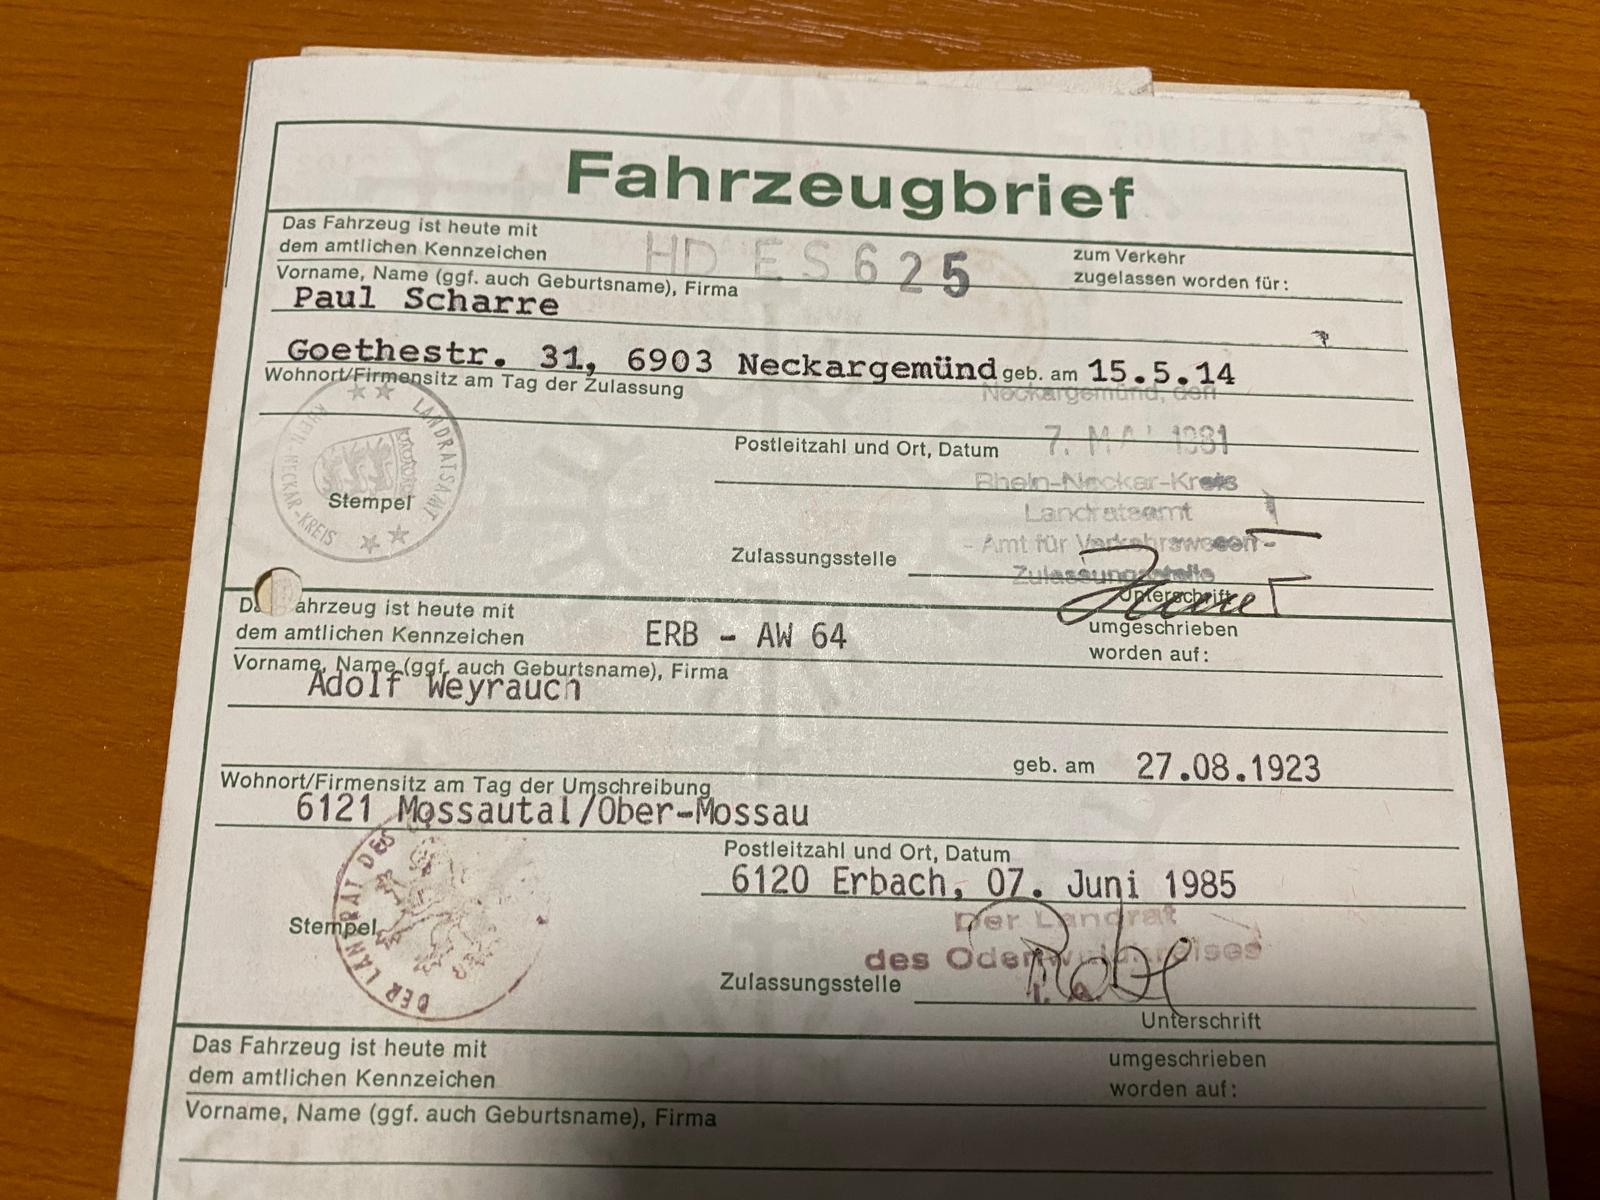 Fahrzeugbrief
Das Fahrzeug ist heute mit
dem amtlichen Kennzeichen
HD ES 625
zum Verkehr
zugelassen worden für:
Vorname, Name (ggf. auch Geburtsname), Firma
Paul Scharre
Goethestr. 31, 6903 Neckargemünd geb. am 15.5.14
Wohnort/Firmensitz am Tag der Zulassung
Neckargemünd, den
Postleitzahl und Ort, Datum 7. MAI 1981
LANDRATSAMT
RHEIN-NECKAR-KREIS
Stempel
Rhein-Neckar-Kreis
Landratsamt
- Amt für Verkehrswesen -
Zulassungsstelle
Zulassungsstelle
Unterschrift
Das Fahrzeug ist heute mit
dem amtlichen Kennzeichen
ERB - AW 64
umgeschrieben
worden auf:
Vorname, Name (ggf. auch Geburtsname), Firma
Adolf Weyrauch
geb. am 27.08.1923
Wohnort/Firmensitz am Tag der Umschreibung
6121 Mossautal/Ober-Mossau
Postleitzahl und Ort, Datum
6120 Erbach, 07. Juni 1985
DER LANDRAT DES
Stempel
Der Landrat
des Odenwaldkreises
Zulassungsstelle
I. A.
Unterschrift
Das Fahrzeug ist heute mit
dem amtlichen Kennzeichen
umgeschrieben
worden auf:
Vorname, Name (ggf. auch Geburtsname), Firma